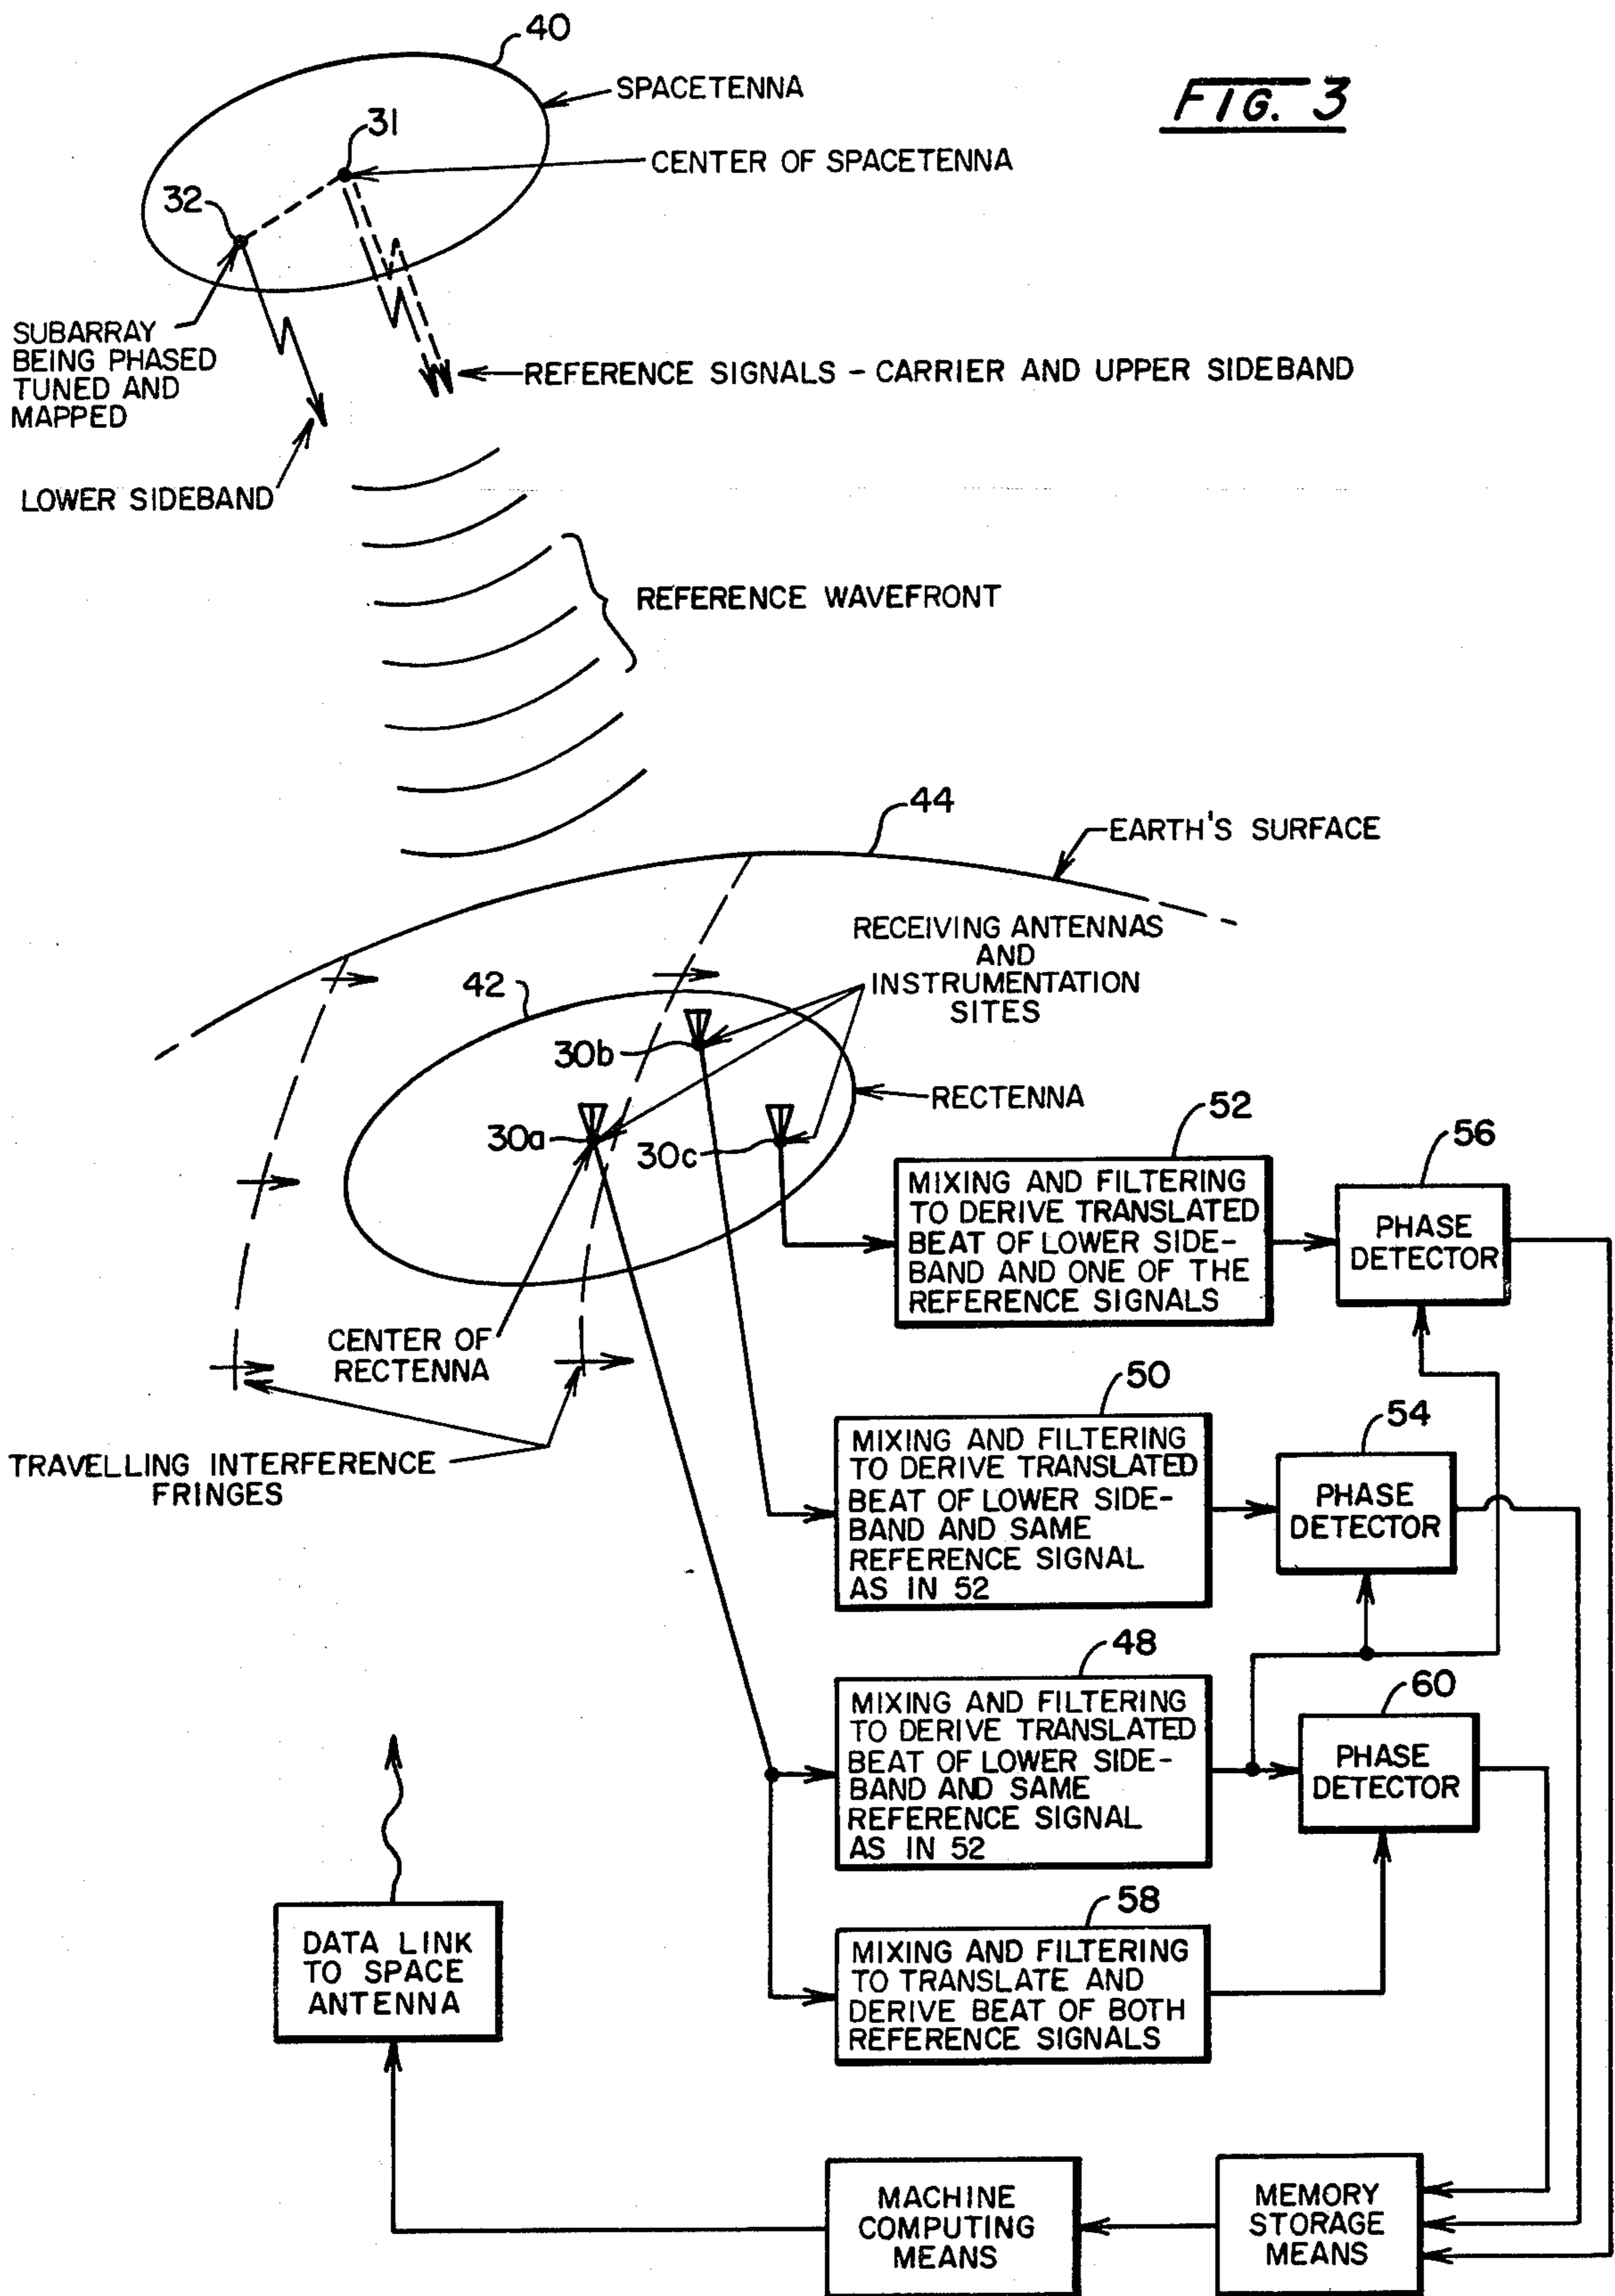 FIG. 3
40
SPACETENNA
31
CENTER OF SPACETENNA
32
SUBARRAY
BEING PHASED
TUNED AND
MAPPED
REFERENCE SIGNALS - CARRIER AND UPPER SIDEBAND
LOWER SIDEBAND
REFERENCE WAVEFRONT
44
EARTH'S SURFACE
RECEIVING ANTENNAS
AND
INSTRUMENTATION
SITES
42
30b
RECTENNA
30a
30c
52
MIXING AND FILTERING
TO DERIVE TRANSLATED
BEAT OF LOWER SIDE-
BAND AND ONE OF THE
REFERENCE SIGNALS
56
PHASE
DETECTOR
CENTER OF
RECTENNA
TRAVELLING INTERFERENCE
FRINGES
50
MIXING AND FILTERING
TO DERIVE TRANSLATED
BEAT OF LOWER SIDE-
BAND AND SAME
REFERENCE SIGNAL
AS IN 52
54
PHASE
DETECTOR
48
MIXING AND FILTERING
TO DERIVE TRANSLATED
BEAT OF LOWER SIDE-
BAND AND SAME
REFERENCE SIGNAL
AS IN 52
60
PHASE
DETECTOR
58
MIXING AND FILTERING
TO TRANSLATE AND
DERIVE BEAT OF BOTH
REFERENCE SIGNALS
DATA LINK
TO SPACE
ANTENNA
MACHINE
COMPUTING
MEANS
MEMORY
STORAGE
MEANS